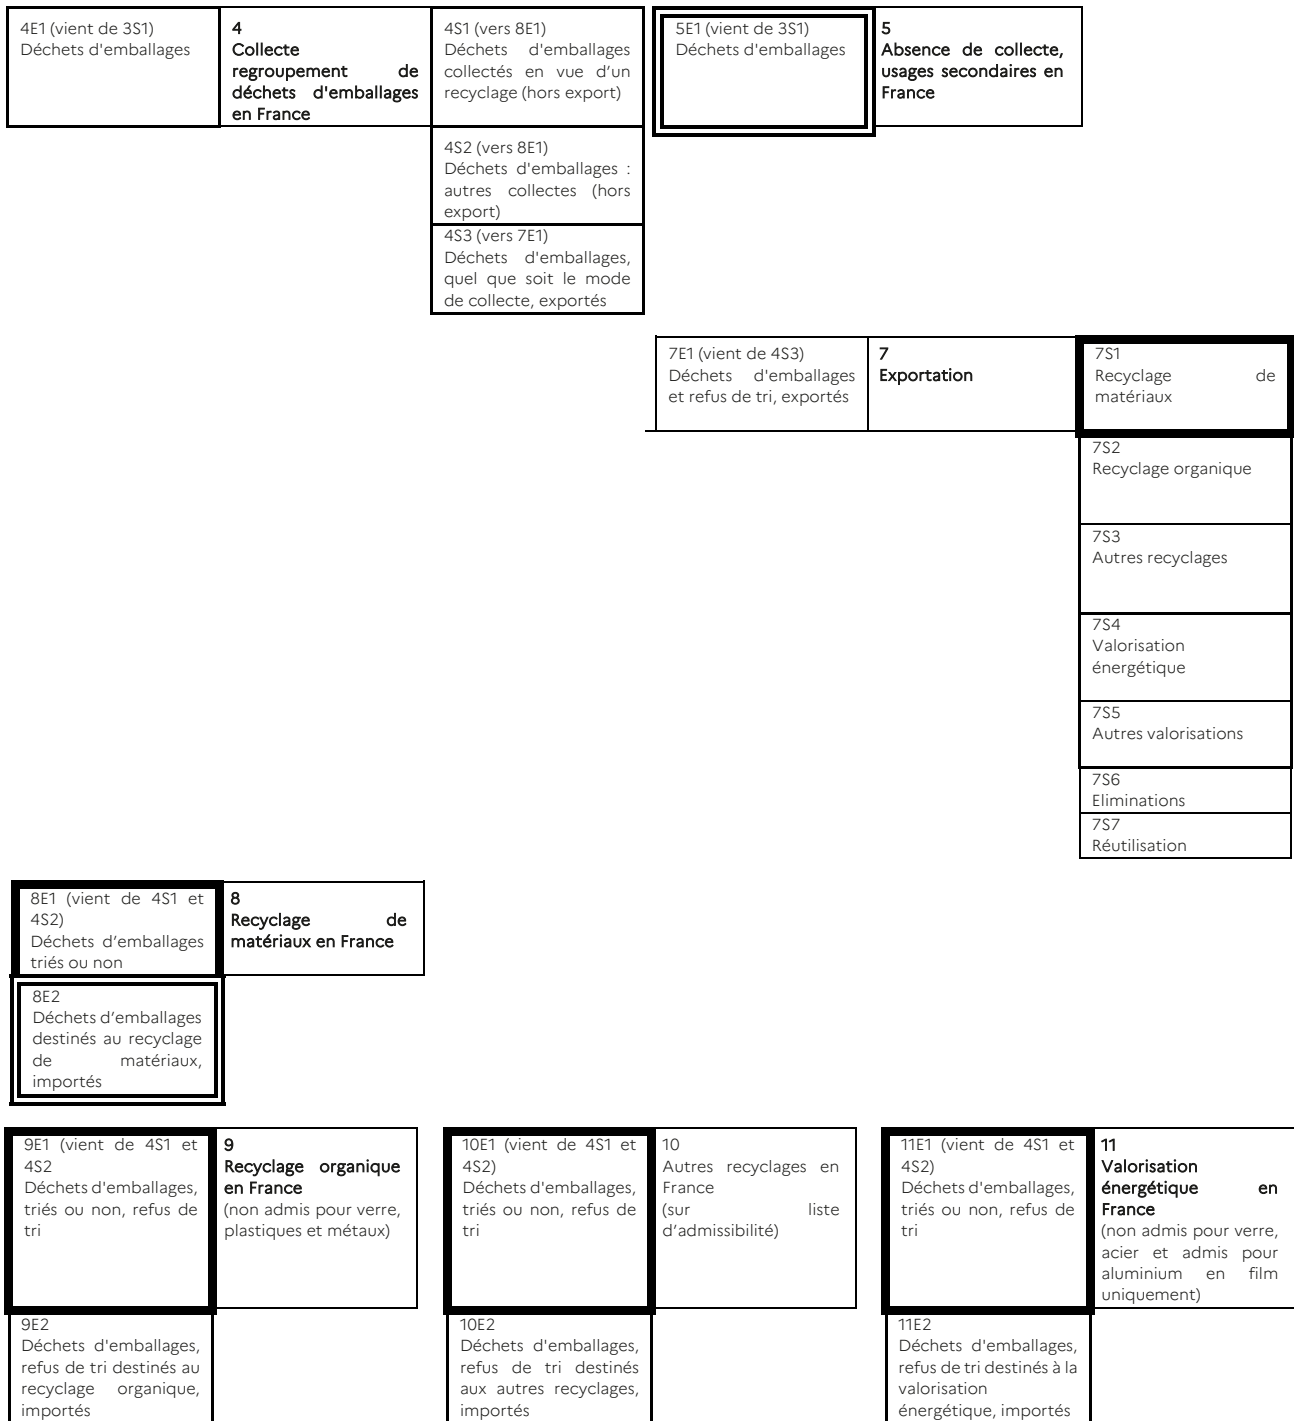 4E1 (vient de 3S1)
Déchets d'emballages
4
Collecte
regroupement de
déchets d'emballages
en France
4S1 (vers 8E1)
Déchets d'emballages
collectés en vue d’un
recyclage (hors export)
5E1 (vient de 3S1)
Déchets d'emballages
5
Absence de collecte,
usages secondaires en
France
4S2 (vers 8E1)
Déchets d'emballages :
autres collectes (hors
export)
4S3 (vers 7E1)
Déchets d'emballages,
quel que soit le mode
de collecte, exportés
7E1 (vient de 4S3)
Déchets d'emballages
et refus de tri, exportés
7
Exportation
7S1
Recyclage de
matériaux
7S2
Recyclage organique
7S3
Autres recyclages
7S4
Valorisation
énergétique
7S5
Autres valorisations
7S6
Eliminations
7S7
Réutilisation
8E1 (vient de 4S1 et
4S2)
Déchets d’emballages
triés ou non
8
Recyclage de
matériaux en France
8E2
Déchets d’emballages
destinés au recyclage
de matériaux,
importés
9E1 (vient de 4S1 et
4S2
Déchets d'emballages,
triés ou non, refus de
tri
9
Recyclage organique
en France
(non admis pour verre,
plastiques et métaux)
10E1 (vient de 4S1 et
4S2)
Déchets d'emballages,
triés ou non, refus de
tri
10
Autres recyclages en
France
(sur liste
d’admissibilité)
11E1 (vient de 4S1 et
4S2)
Déchets d'emballages,
triés ou non, refus de
tri
11
Valorisation
énergétique en
France
(non admis pour verre,
acier et admis pour
aluminium en film
uniquement)
9E2
Déchets d'emballages,
refus de tri destinés au
recyclage organique,
importés
10E2
Déchets d'emballages,
refus de tri destinés
aux autres recyclages,
importés
11E2
Déchets d'emballages,
refus de tri destinés à la
valorisation
énergétique, importés